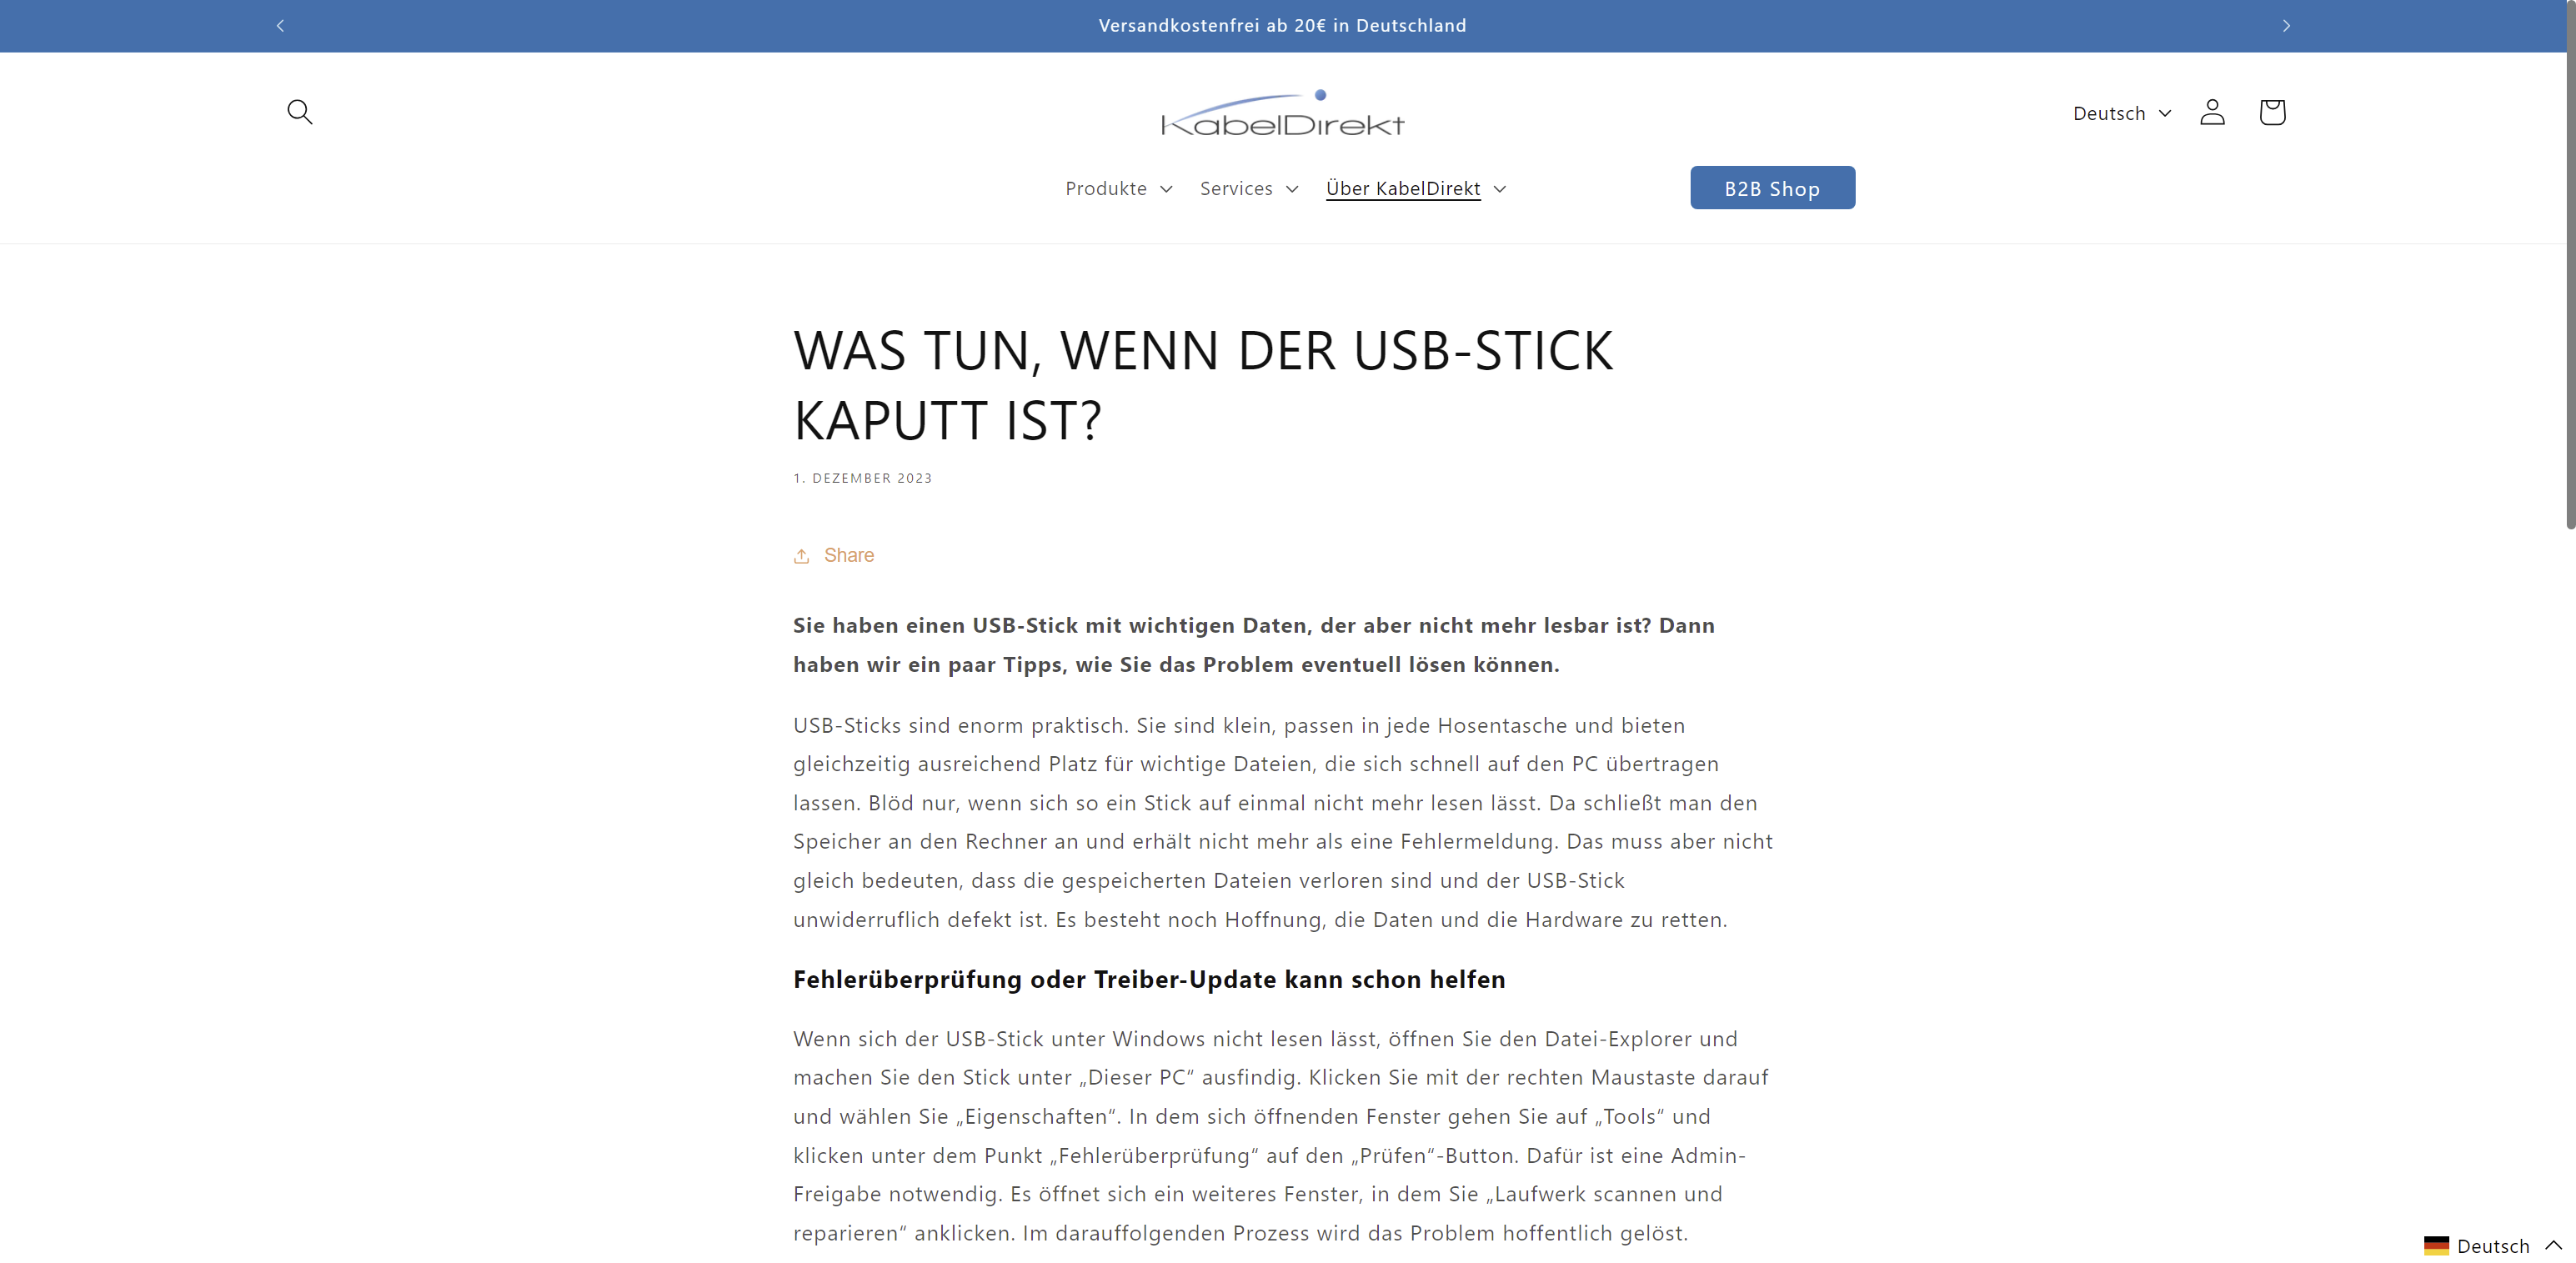 Versandkostenfrei ab 20€ in Deutschland
KabelDirekt
Deutsch
Produkte
Services
Über KabelDirekt
B2B Shop
WAS TUN, WENN DER USB-STICK
KAPUTT IST?
1. DEZEMBER 2023
Share
Sie haben einen USB-Stick mit wichtigen Daten, der aber nicht mehr lesbar ist? Dann
haben wir ein paar Tipps, wie Sie das Problem eventuell lösen können.
USB-Sticks sind enorm praktisch. Sie sind klein, passen in jede Hosentasche und bieten
gleichzeitig ausreichend Platz für wichtige Dateien, die sich schnell auf den PC übertragen
lassen. Blöd nur, wenn sich so ein Stick auf einmal nicht mehr lesen lässt. Da schließt man den
Speicher an den Rechner an und erhält nicht mehr als eine Fehlermeldung. Das muss aber nicht
gleich bedeuten, dass die gespeicherten Dateien verloren sind und der USB-Stick
unwiderruflich defekt ist. Es besteht noch Hoffnung, die Daten und die Hardware zu retten.
Fehlerüberprüfung oder Treiber-Update kann schon helfen
Wenn sich der USB-Stick unter Windows nicht lesen lässt, öffnen Sie den Datei-Explorer und
machen Sie den Stick unter „Dieser PC“ ausfindig. Klicken Sie mit der rechten Maustaste darauf
und wählen Sie „Eigenschaften“. In dem sich öffnenden Fenster gehen Sie auf „Tools“ und
klicken unter dem Punkt „Fehlerüberprüfung“ auf den „Prüfen“-Button. Dafür ist eine Admin-
Freigabe notwendig. Es öffnet sich ein weiteres Fenster, in dem Sie „Laufwerk scannen und
reparieren“ anklicken. Im darauffolgenden Prozess wird das Problem hoffentlich gelöst.
Deutsch